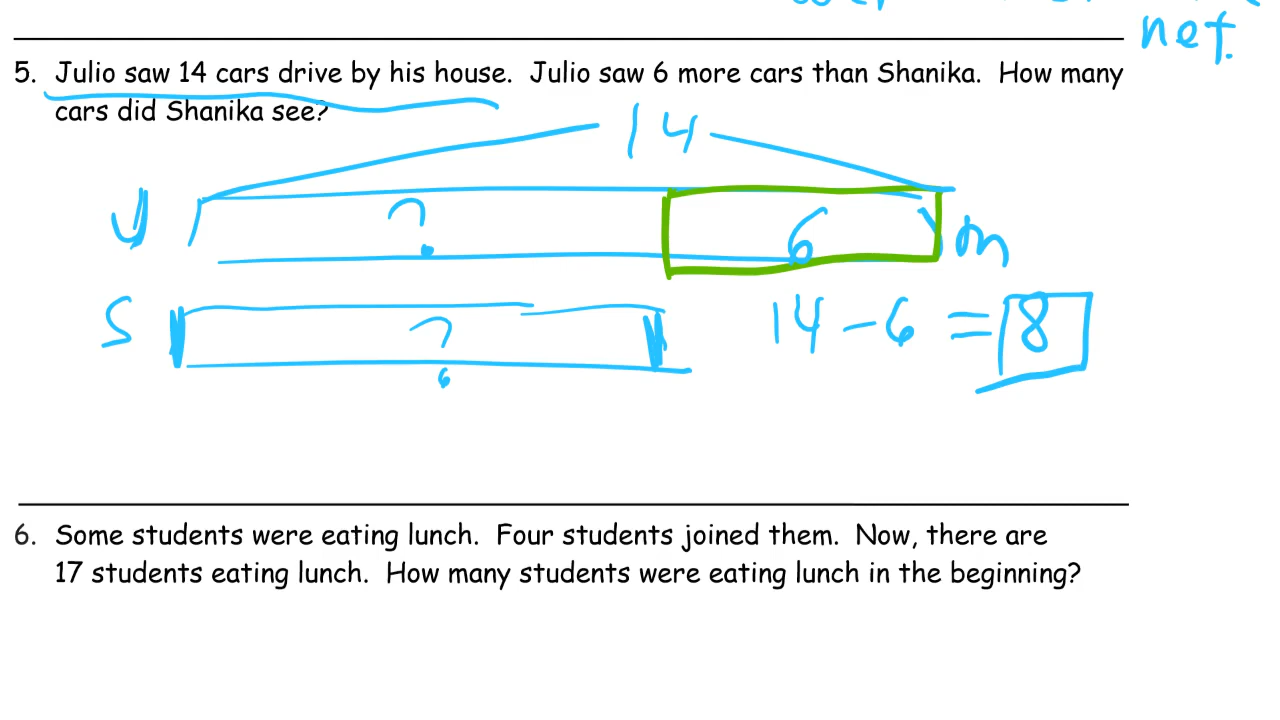 net.
5. Julio saw 14 cars drive by his house. Julio saw 6 more cars than Shanika. How many
cars did Shanika see?
14
J ? 6 m
S ? 14 - 6 = 8
6. Some students were eating lunch. Four students joined them. Now, there are
17 students eating lunch. How many students were eating lunch in the beginning?